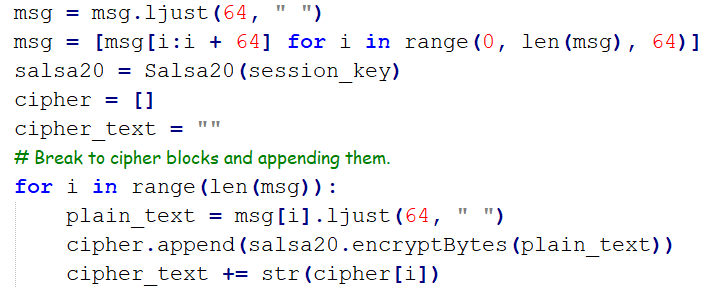 msg = msg.ljust(64, " ")
msg = [msg[i:i + 64] for i in range(0, len(msg), 64)]
salsa20 = Salsa20(session_key)
cipher = []
cipher_text = ""
# Break to cipher blocks and appending them.
for i in range(len(msg)):
    plain_text = msg[i].ljust(64, " ")
    cipher.append(salsa20.encryptBytes(plain_text))
    cipher_text += str(cipher[i])